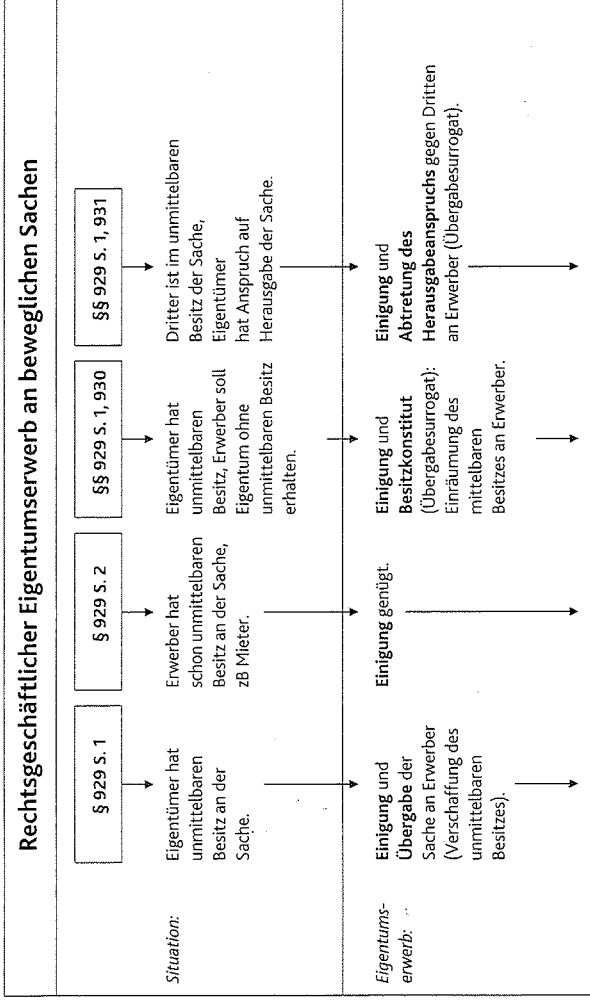 Rechtsgeschäftlicher Eigentumserwerb an beweglichen Sachen
§ 929 S. 1
§ 929 S. 2
§§ 929 S. 1, 930
§§ 929 S. 1, 931
Situation:
Eigentümer hat
unmittelbaren
Besitz an der
Sache.
Erwerber hat
schon unmittelbaren
Besitz an der Sache,
zB Mieter.
Eigentümer hat
unmittelbaren
Besitz, Erwerber soll
Eigentum ohne
unmittelbaren Besitz
erhalten.
Dritter ist im unmittelbaren
Besitz der Sache,
Eigentümer
hat Anspruch auf
Herausgabe der Sache.
Eigentums-
erwerb:
Einigung und
Übergabe der
Sache an Erwerber
(Verschaffung des
unmittelbaren
Besitzes).
Einigung genügt.
Einigung und
Besitzkonstitut
(Übergabesurrogat):
Einräumung des
mittelbaren
Besitzes an Erwerber.
Einigung und
Abtretung des
Herausgabeanspruchs gegen Dritten
an Erwerber (Übergabesurrogat).